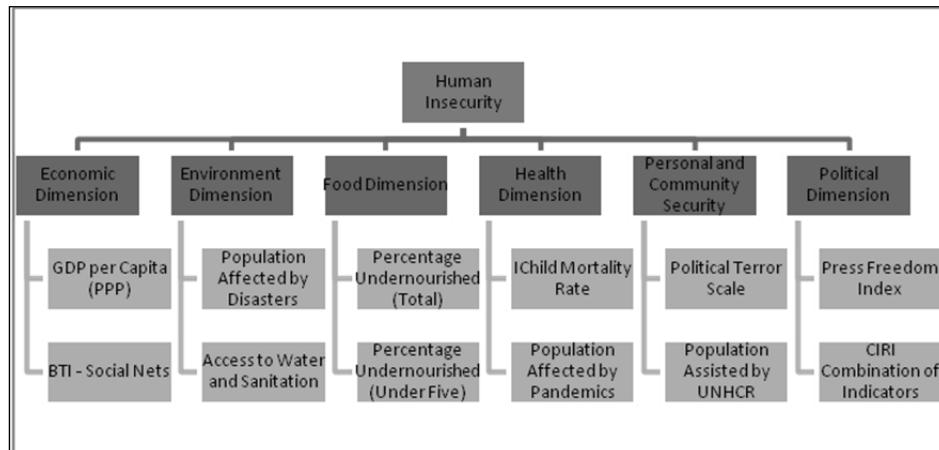 Human
Insecurity
Economic
Dimension
Environment
Dimension
Food Dimension
Health
Dimension
Personal and
Community
Security
Political
Dimension
GDP per Capita
(PPP)
Population
Affected by
Disasters
Percentage
Undernourished
(Total)
IChild Mortality
Rate
Political Terror
Scale
Press Freedom
Index
BTI - Social Nets
Access to Water
and Sanitation
Percentage
Undernourished
(Under Five)
Population
Affected by
Pandemics
Population
Assisted by
UNHCR
CIRI
Combination of
Indicators